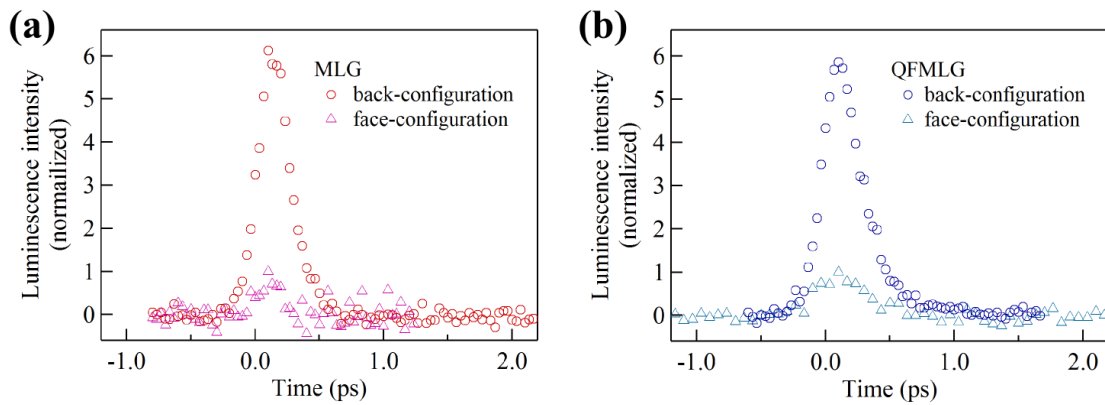 (a)
Luminescence intensity
(normailized)
6
5
4
3
2
1
0
MLG
back-configuration
face-configuration
-1.0
0.0
1.0
2.0
Time (ps)
(b)
Luminescence intensity
(normalized)
6
5
4
3
2
1
0
QFMLG
back-configuration
face-configuration
-1.0
0.0
1.0
2.0
Time (ps)